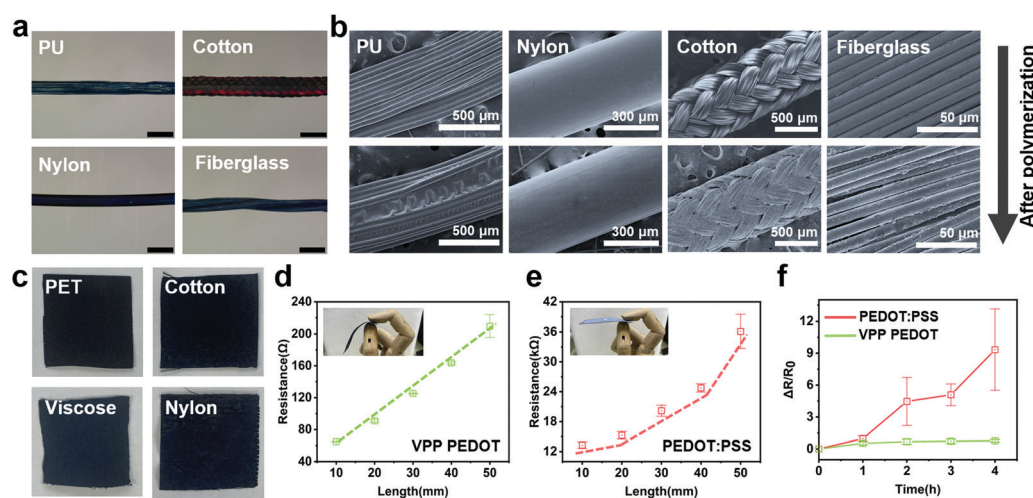 a
PU
Cotton
Nylon
Fiberglass
b
PU
Nylon
Cotton
Fiberglass
500 μm
300 μm
500 μm
50 μm
500 μm
300 μm
500 μm
50 μm
After polymerization
c
PET
Cotton
Viscose
Nylon
d
240
200
160
120
80
40
0
10 20 30 40 50
Resistance(Ω)
Length(mm)
VPP PEDOT
e
42
36
30
24
18
12
10 20 30 40 50
Resistance(kΩ)
Length(mm)
PEDOT:PSS
f
PEDOT:PSS
VPP PEDOT
15
12
9
6
3
0
0 1 2 3 4
ΔR/R0
Time(h)